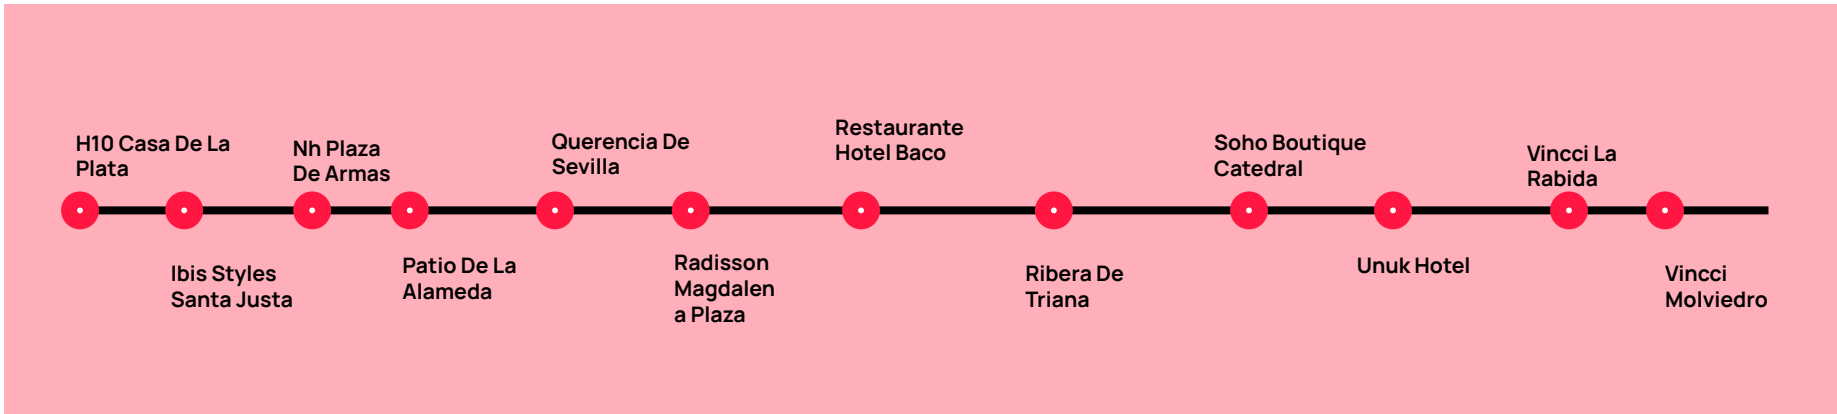 H10 Casa De La
Plata
Ibis Styles
Santa Justa
Nh Plaza
De Armas
Patio De La
Alameda
Querencia De
Sevilla
Radisson
Magdalen
a Plaza
Restaurante
Hotel Baco
Ribera De
Triana
Soho Boutique
Catedral
Unuk Hotel
Vincci La
Rabida
Vincci
Molviedro